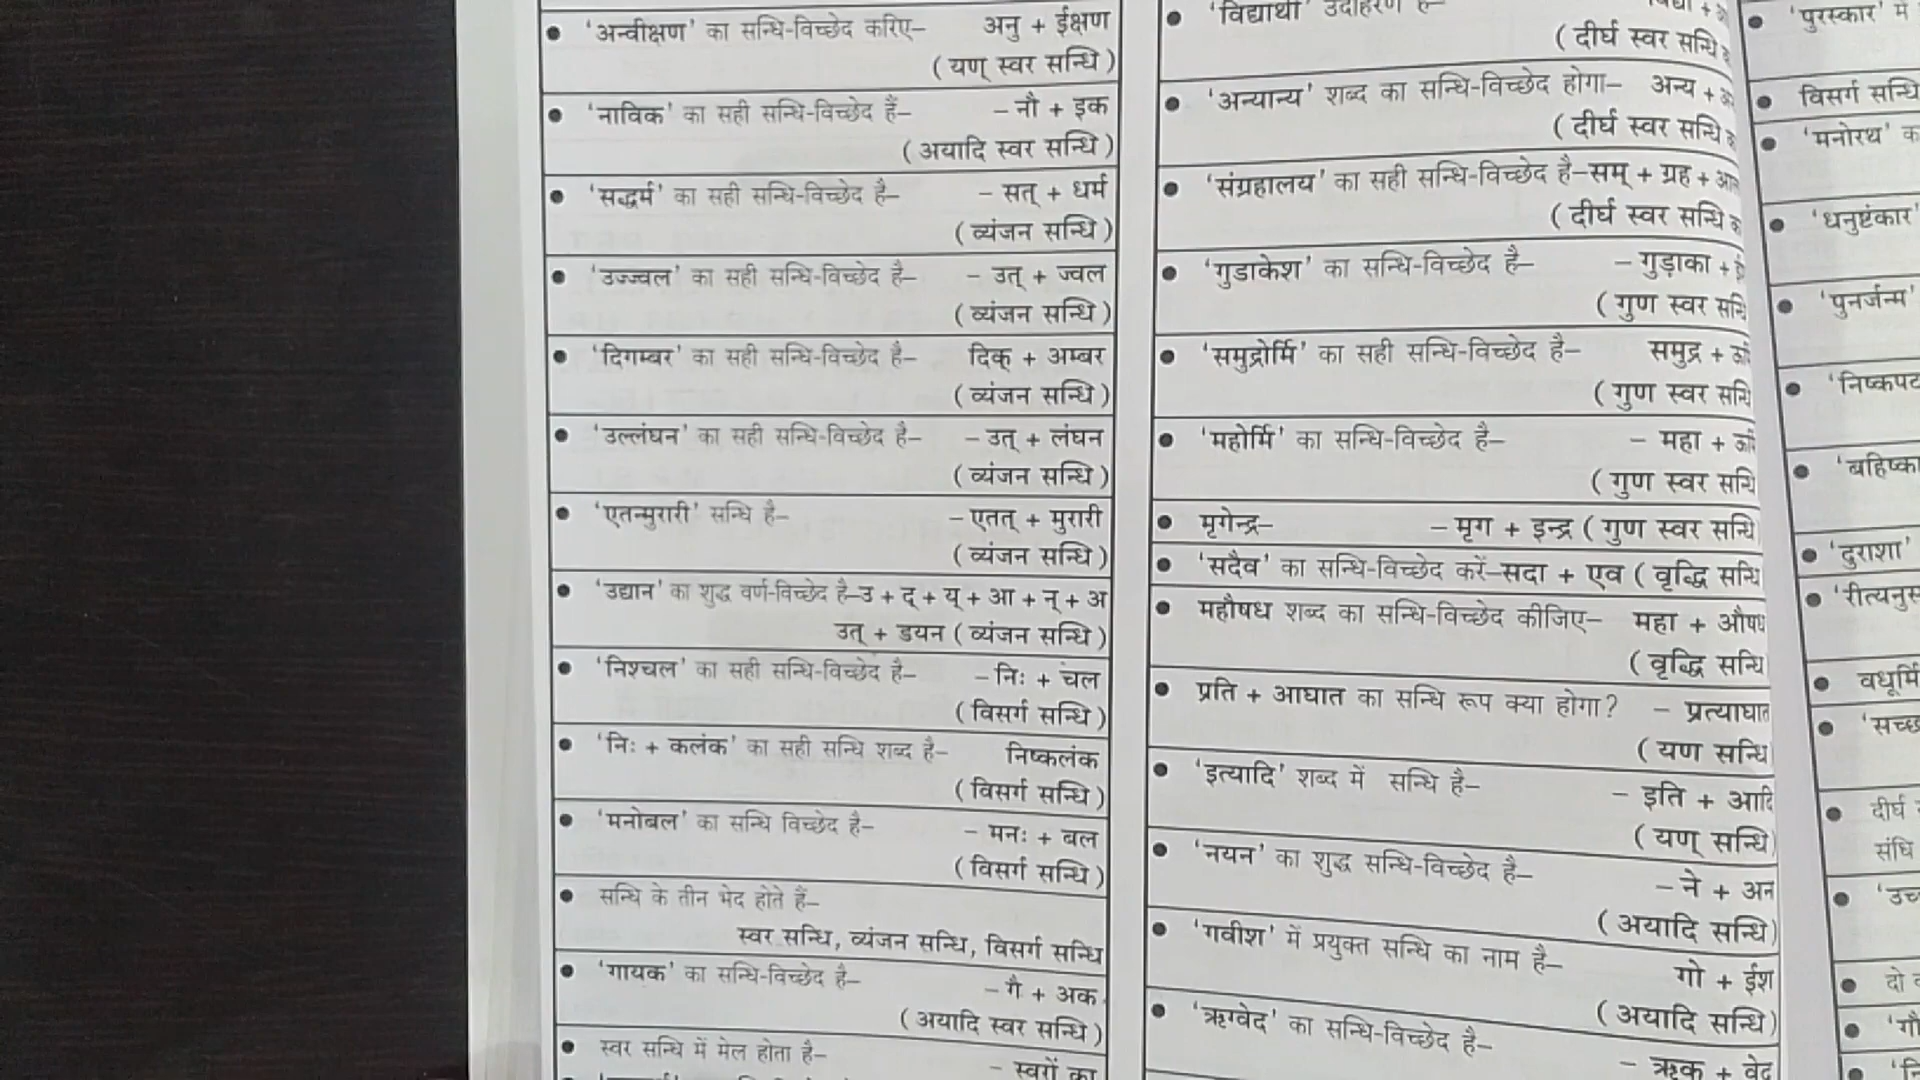 • 'अन्वीक्षण' का सन्धि-विच्छेद करिए– अनु + ईक्षण
( यण् स्वर सन्धि )
• 'नाविक' का सही सन्धि-विच्छेद हैं– – नौ + इक
( अयादि स्वर सन्धि )
• 'सद्धर्म' का सही सन्धि-विच्छेद है– – सत् + धर्म
( व्यंजन सन्धि )
• 'उज्ज्वल' का सही सन्धि-विच्छेद है– – उत् + ज्वल
( व्यंजन सन्धि )
• 'दिगम्बर' का सही सन्धि-विच्छेद है– दिक् + अम्बर
( व्यंजन सन्धि )
• 'उल्लंघन' का सही सन्धि-विच्छेद है– – उत् + लंघन
( व्यंजन सन्धि )
• 'एतन्मुरारी' सन्धि है– – एतत् + मुरारी
( व्यंजन सन्धि )
• 'उद्यान' का शुद्ध वर्ण-विच्छेद है–उ + द् + य् + आ + न् + अ
उत् + डयन ( व्यंजन सन्धि )
• 'निश्चल' का सही सन्धि-विच्छेद है– – निः + चल
( विसर्ग सन्धि )
• 'निः + कलंक' का सही सन्धि शब्द है– निष्कलंक
( विसर्ग सन्धि )
• 'मनोबल' का सन्धि विच्छेद है– – मनः + बल
( विसर्ग सन्धि )
• सन्धि के तीन भेद होते हैं–
स्वर सन्धि, व्यंजन सन्धि, विसर्ग सन्धि
• 'गायक' का सन्धि-विच्छेद है– – गै + अक
( अयादि स्वर सन्धि )
• स्वर सन्धि में मेल होता है–
– स्वरों का
• 'विद्यार्थी' उदाहरण है–
( दीर्घ स्वर सन्धि
• 'अन्यान्य' शब्द का सन्धि-विच्छेद होगा– अन्य +
( दीर्घ स्वर सन्धि
• 'संग्रहालय' का सही सन्धि-विच्छेद है–सम् + ग्रह +
( दीर्घ स्वर सन्धि
• 'गुडाकेश' का सन्धि-विच्छेद है– – गुड़ाका +
( गुण स्वर सन्धि
• 'समुद्रोर्मि' का सही सन्धि-विच्छेद है– समुद्र +
( गुण स्वर सन्धि
• 'महोर्मि' का सन्धि-विच्छेद है– – महा +
( गुण स्वर सन्धि
• मृगेन्द्र– – मृग + इन्द्र ( गुण स्वर सन्धि
• 'सदैव' का सन्धि-विच्छेद करें–सदा + एव ( वृद्धि सन्धि
• महौषध शब्द का सन्धि-विच्छेद कीजिए– महा + औषध
( वृद्धि सन्धि
• प्रति + आघात का सन्धि रूप क्या होगा? – प्रत्याघात
( यण सन्धि
• 'इत्यादि' शब्द में सन्धि है–
– इति + आदि
( यण् सन्धि )
• 'नयन' का शुद्ध सन्धि-विच्छेद है–
– ने + अन
( अयादि सन्धि )
• 'गवीश' में प्रयुक्त सन्धि का नाम है–
गो + ईश
( अयादि सन्धि )
• 'ऋग्वेद' का सन्धि-विच्छेद है–
– ऋक् + वेद
• 'पुरस्कार' में
• विसर्ग सन्धि
• 'मनोरथ'
• 'धनुष्टंकार'
• 'पुनर्जन्म'
• 'निष्कपट
•
• 'दुराशा'
•
• वधूर्मि
•
• दीर्घ
संधि
•
• दो
•
•